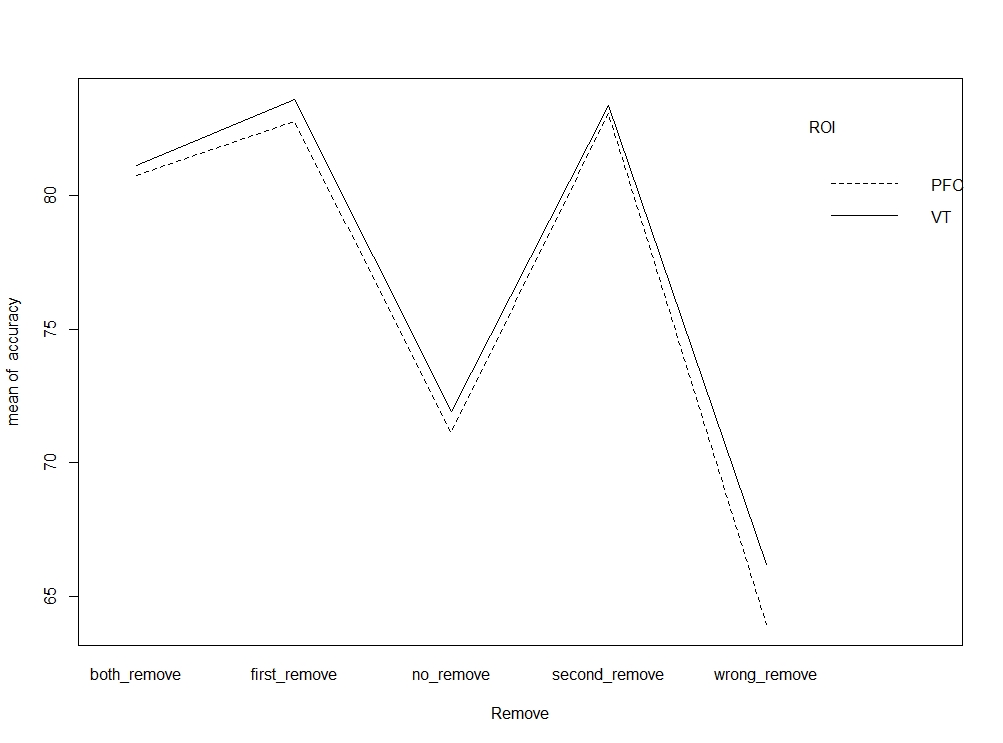 ROI
PFC
VT
80
75
70
65
mean of accuracy
both_remove first_remove no_remove second_remove wrong_remove
Remove